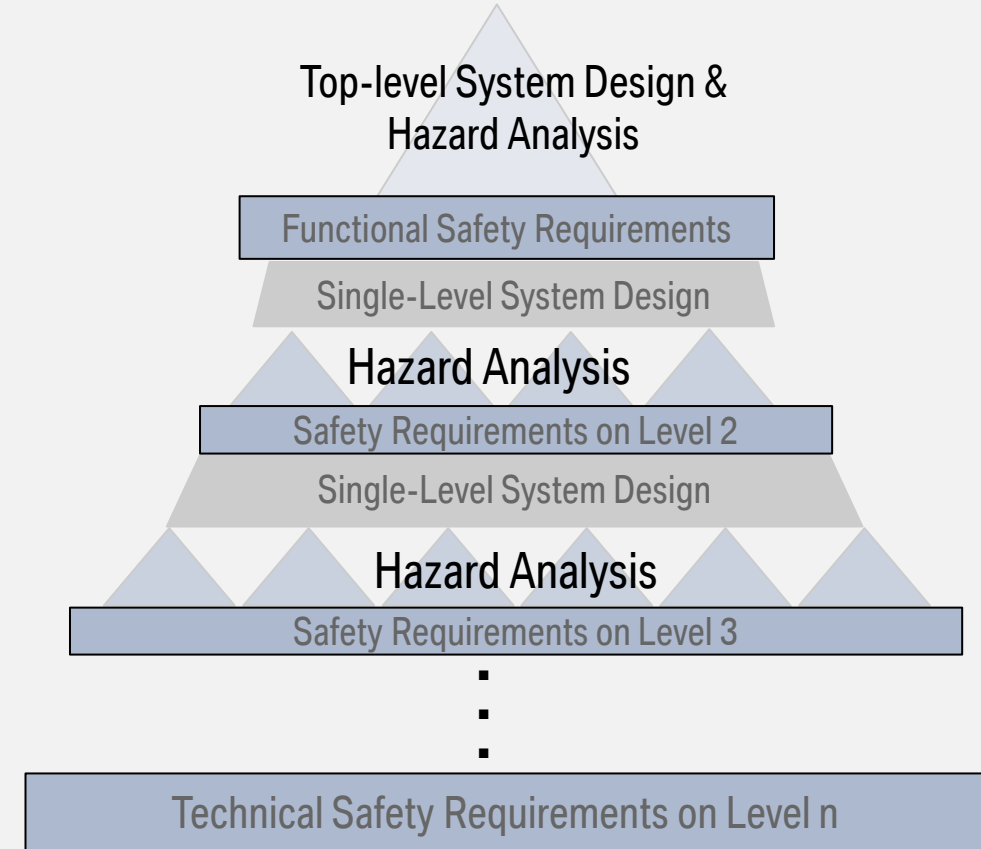 Top-level System Design &
Hazard Analysis
Functional Safety Requirements
Single-Level System Design
Hazard Analysis
Safety Requirements on Level 2
Single-Level System Design
Hazard Analysis
Safety Requirements on Level 3
Technical Safety Requirements on Level n